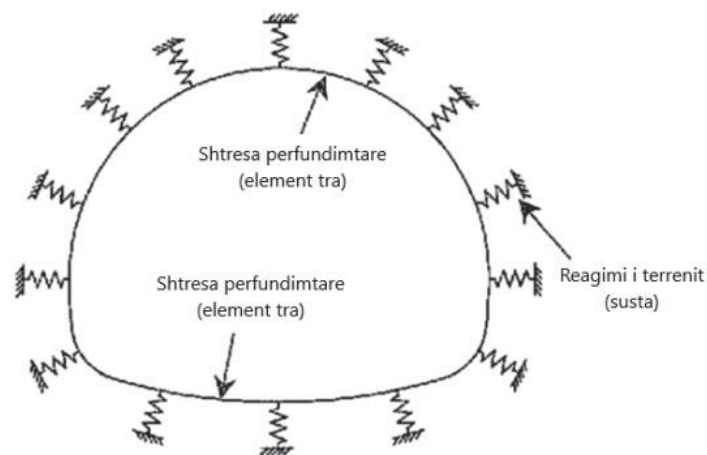 Shtresa perfundimtare
(element tra)
Shtresa perfundimtare
(element tra)
Reagimi i terrenit
(susta)